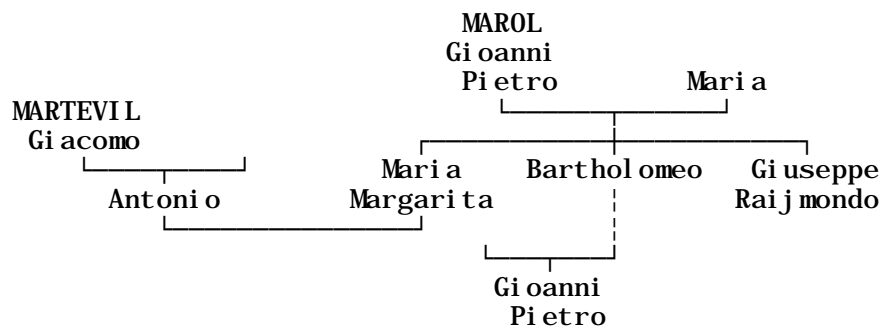 MAROL
Gioanni
Pietro Maria
MARTEVIL
Giacomo
Maria Bartholomeo Giuseppe
Antonio Margarita Raijmondo
Gioanni
Pietro